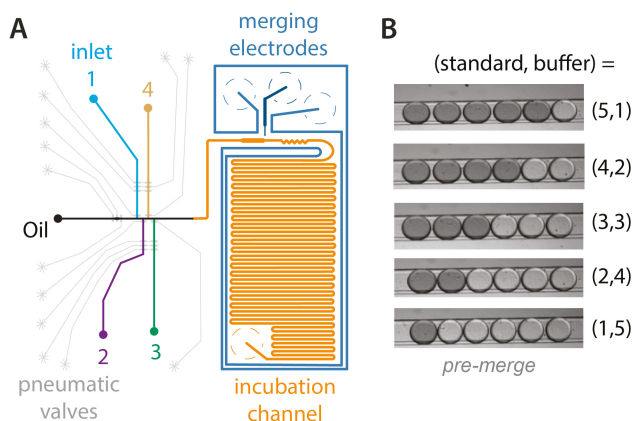 A
inlet
1
4
merging
electrodes
Oil
2
3
pneumatic
valves
incubation
channel
B
(standard, buffer) =
(5,1)
(4,2)
(3,3)
(2,4)
(1,5)
pre-merge